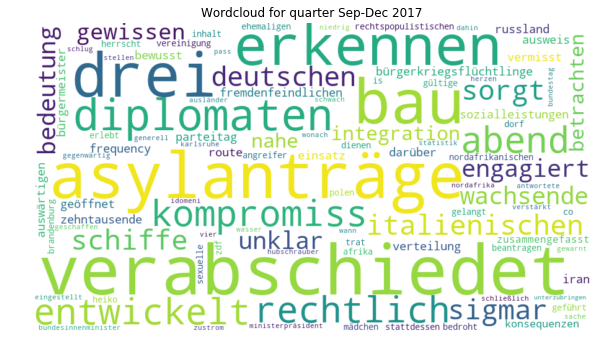 Wordcloud for quarter Sep-Dec 2017
gewissen
inhalt
ehemaligen
niedrig
rechtspopulistischen
dahin
russland
herrscht
vereinigung
erkennen
schlug
stellen
bewusst
pass
herzen
ausweis
vermisst
bedeutung
bürgermeister
drei
deutschen
is
bürgerkriegsflüchtlinge
gültige
sorgt
betrachten
fremdenfeindlichen
ausländer
schwach
bundestag
diplomaten
bau
sozialleistungen
erlebt
generell
parteitag
nahe
integration
dorf
abend
gegenwärtig
karlsruhe
wonach
statistik
frequency
route
angreifer
einsatz
dienen
darüber
nordafrikanischen
antwortete
verstärkt
engagiert
auswärtigen
brandenburg
geschaffen
asylanträge
nordafrika
wachsende
geöffnet
zehntausende
idomeni
polen
gelangt
co
kompromiss
italienischen
schiffe
vier
unklar
wasser
wann
trat
afrika
verteilung
zusammengefasst
beantragen
gewarnt
sexuelle
zdf
hubschrauber
verabschiedet
iran
eingestellt
heiko
entwickelt
rechtlich
sigmar
schließlich
unterzubringen
geführt
sache
bundesinnenminister
zustrom
ministerpräsident
mädchen
stattdessen
bedroht
konsequenzen